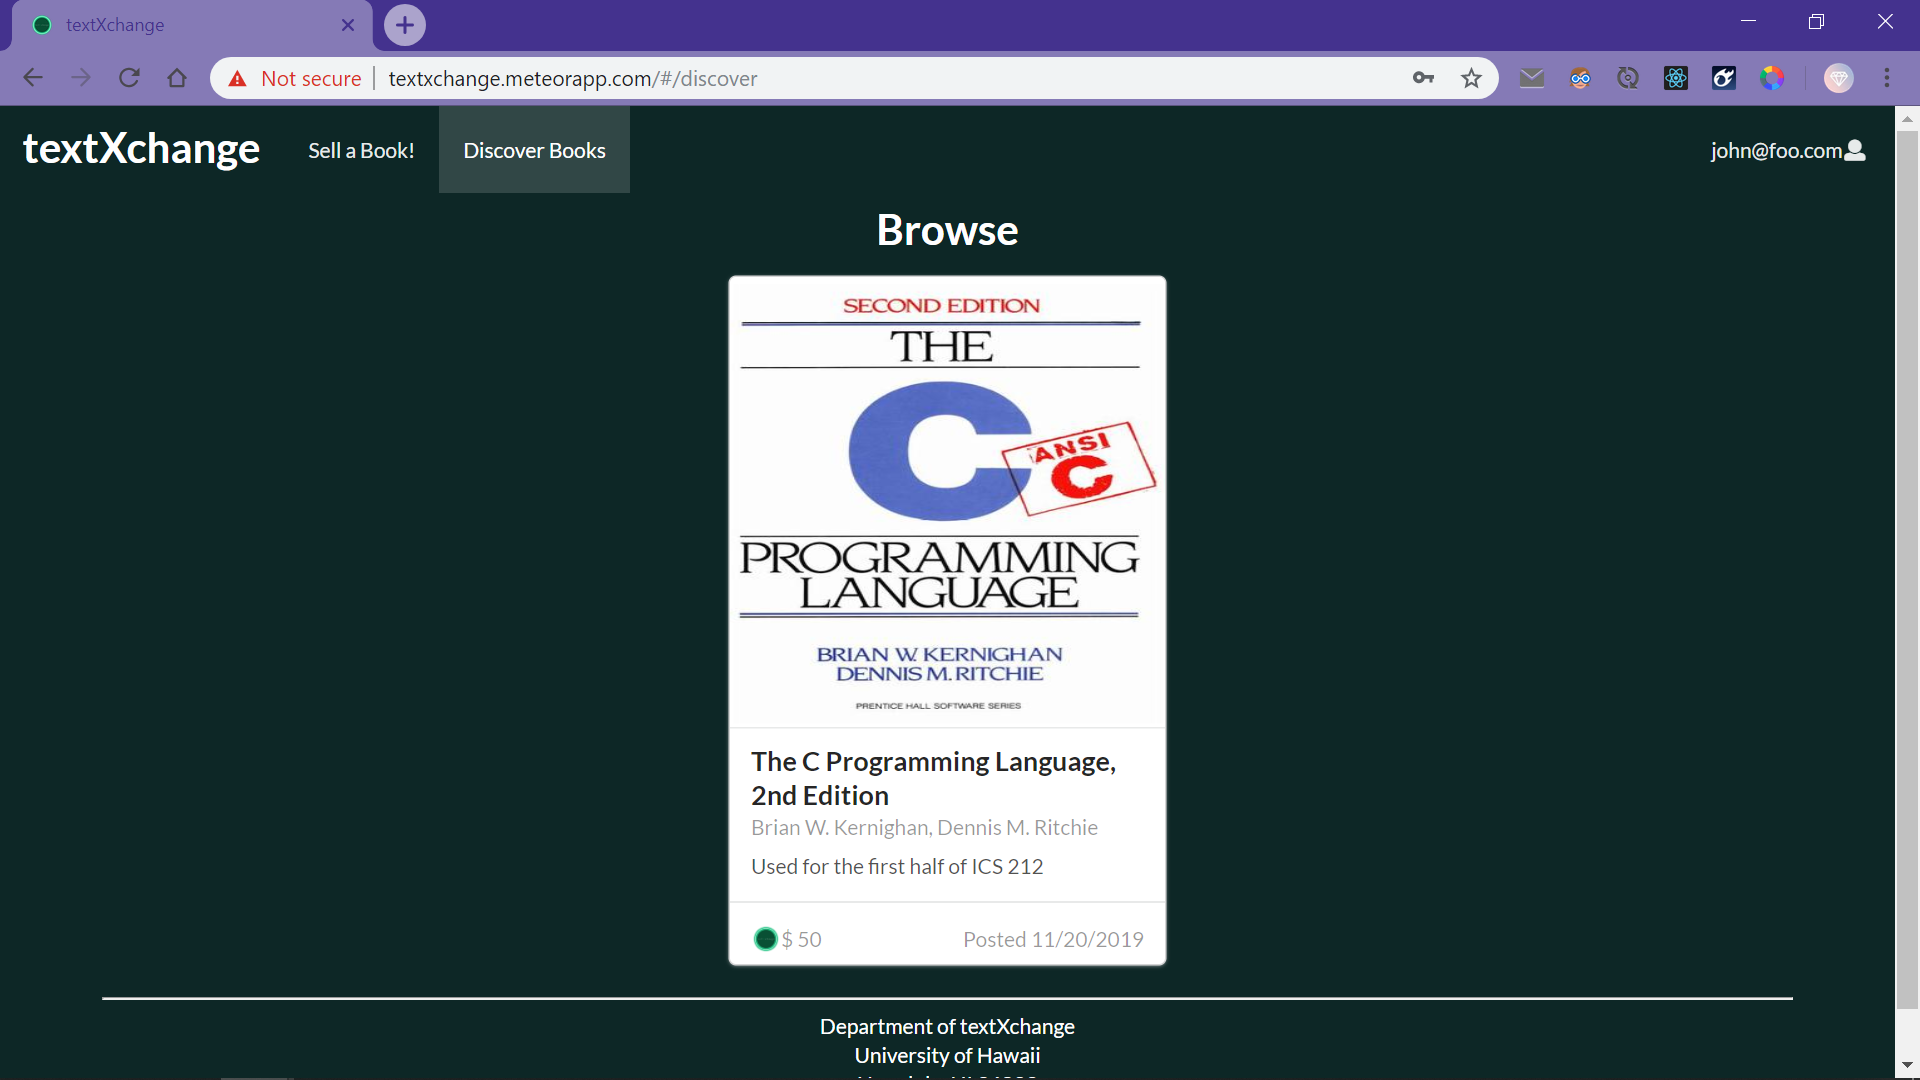 textXchange
Not secure
textxchange.meteorapp.com/#/discover
textXchange
Sell a Book!
Discover Books
john@foo.com
Browse
SECOND EDITION
THE
C
ANSI
C
PROGRAMMING
LANGUAGE
BRIAN W. KERNIGHAN
DENNIS M. RITCHIE
PRENTICE HALL SOFTWARE SERIES
The C Programming Language,
2nd Edition
Brian W. Kernighan, Dennis M. Ritchie
Used for the first half of ICS 212
$ 50
Posted 11/20/2019
Department of textXchange
University of Hawaii